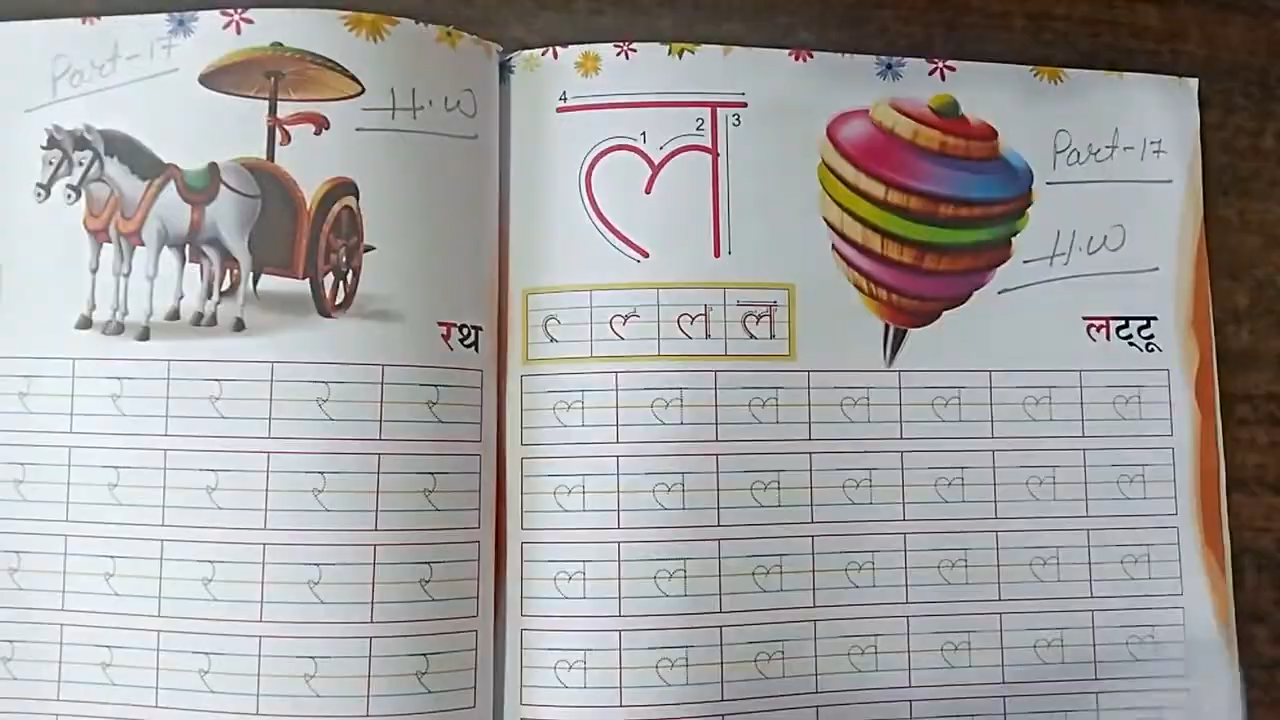 Part-17
H.W
रथ
र र र र र
र र र र र
र र र र र
र र र र र
4
1 2 3
ल
Part-17
H.W
ल ल
लट्टू
ल ल ल ल ल ल ल
ल ल ल ल ल ल ल
ल ल ल ल ल ल ल
ल ल ल ल ल ल ल